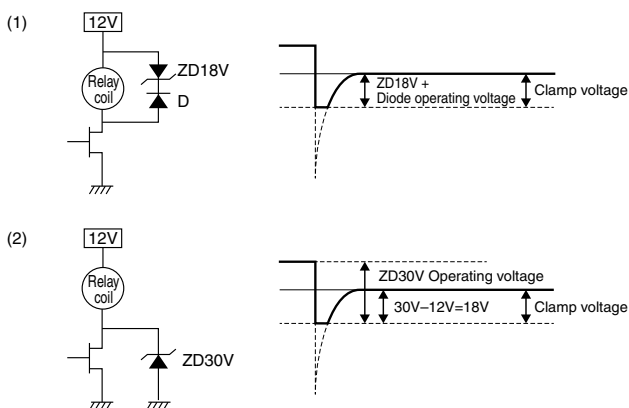 (1)
12V
Relay
coil
ZD18V
D
ZD18V +
Diode operating voltage
Clamp voltage
(2)
12V
Relay
coil
ZD30V
ZD30V Operating voltage
30V–12V=18V
Clamp voltage